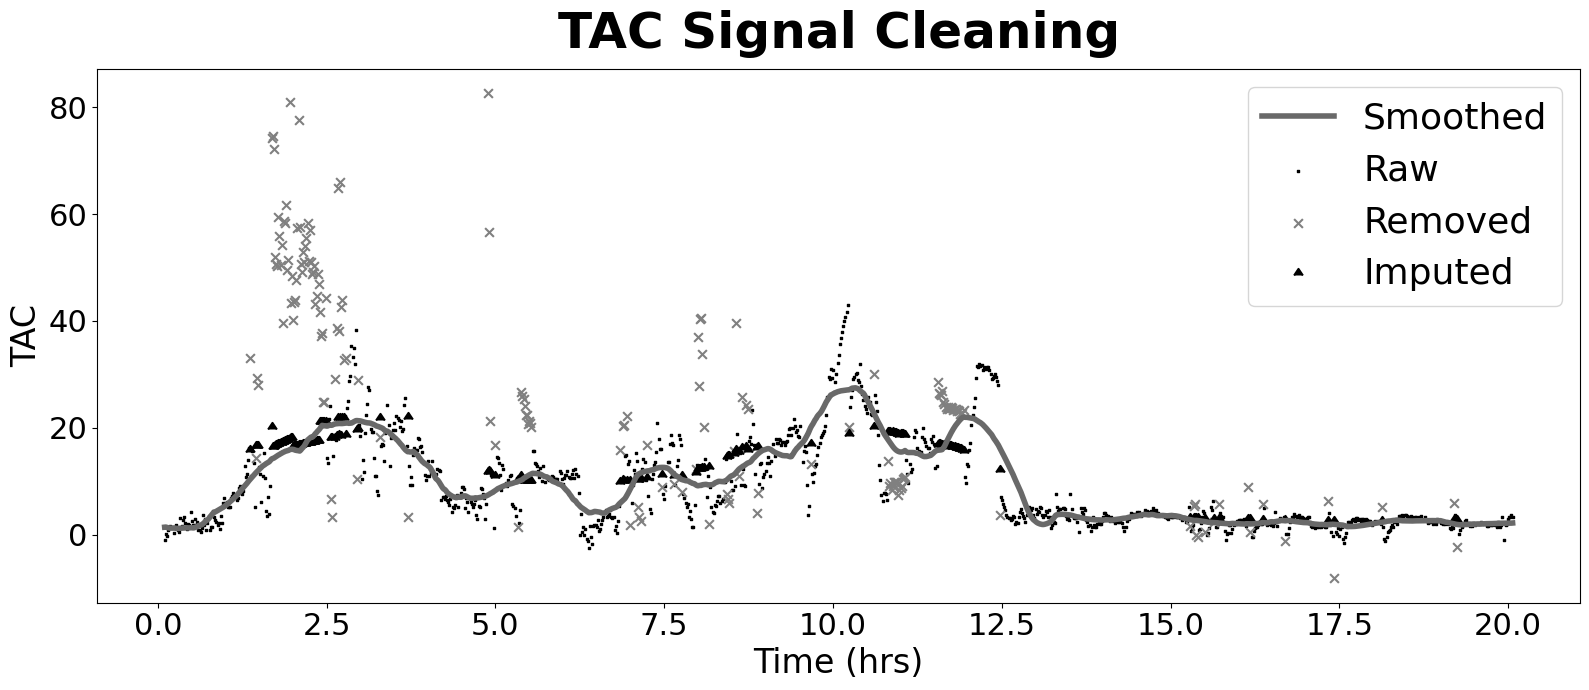 TAC Signal Cleaning
80
60
40
20
0
TAC
Smoothed
Raw
Removed
Imputed
0.0 2.5 5.0 7.5 10.0 12.5 15.0 17.5 20.0
Time (hrs)